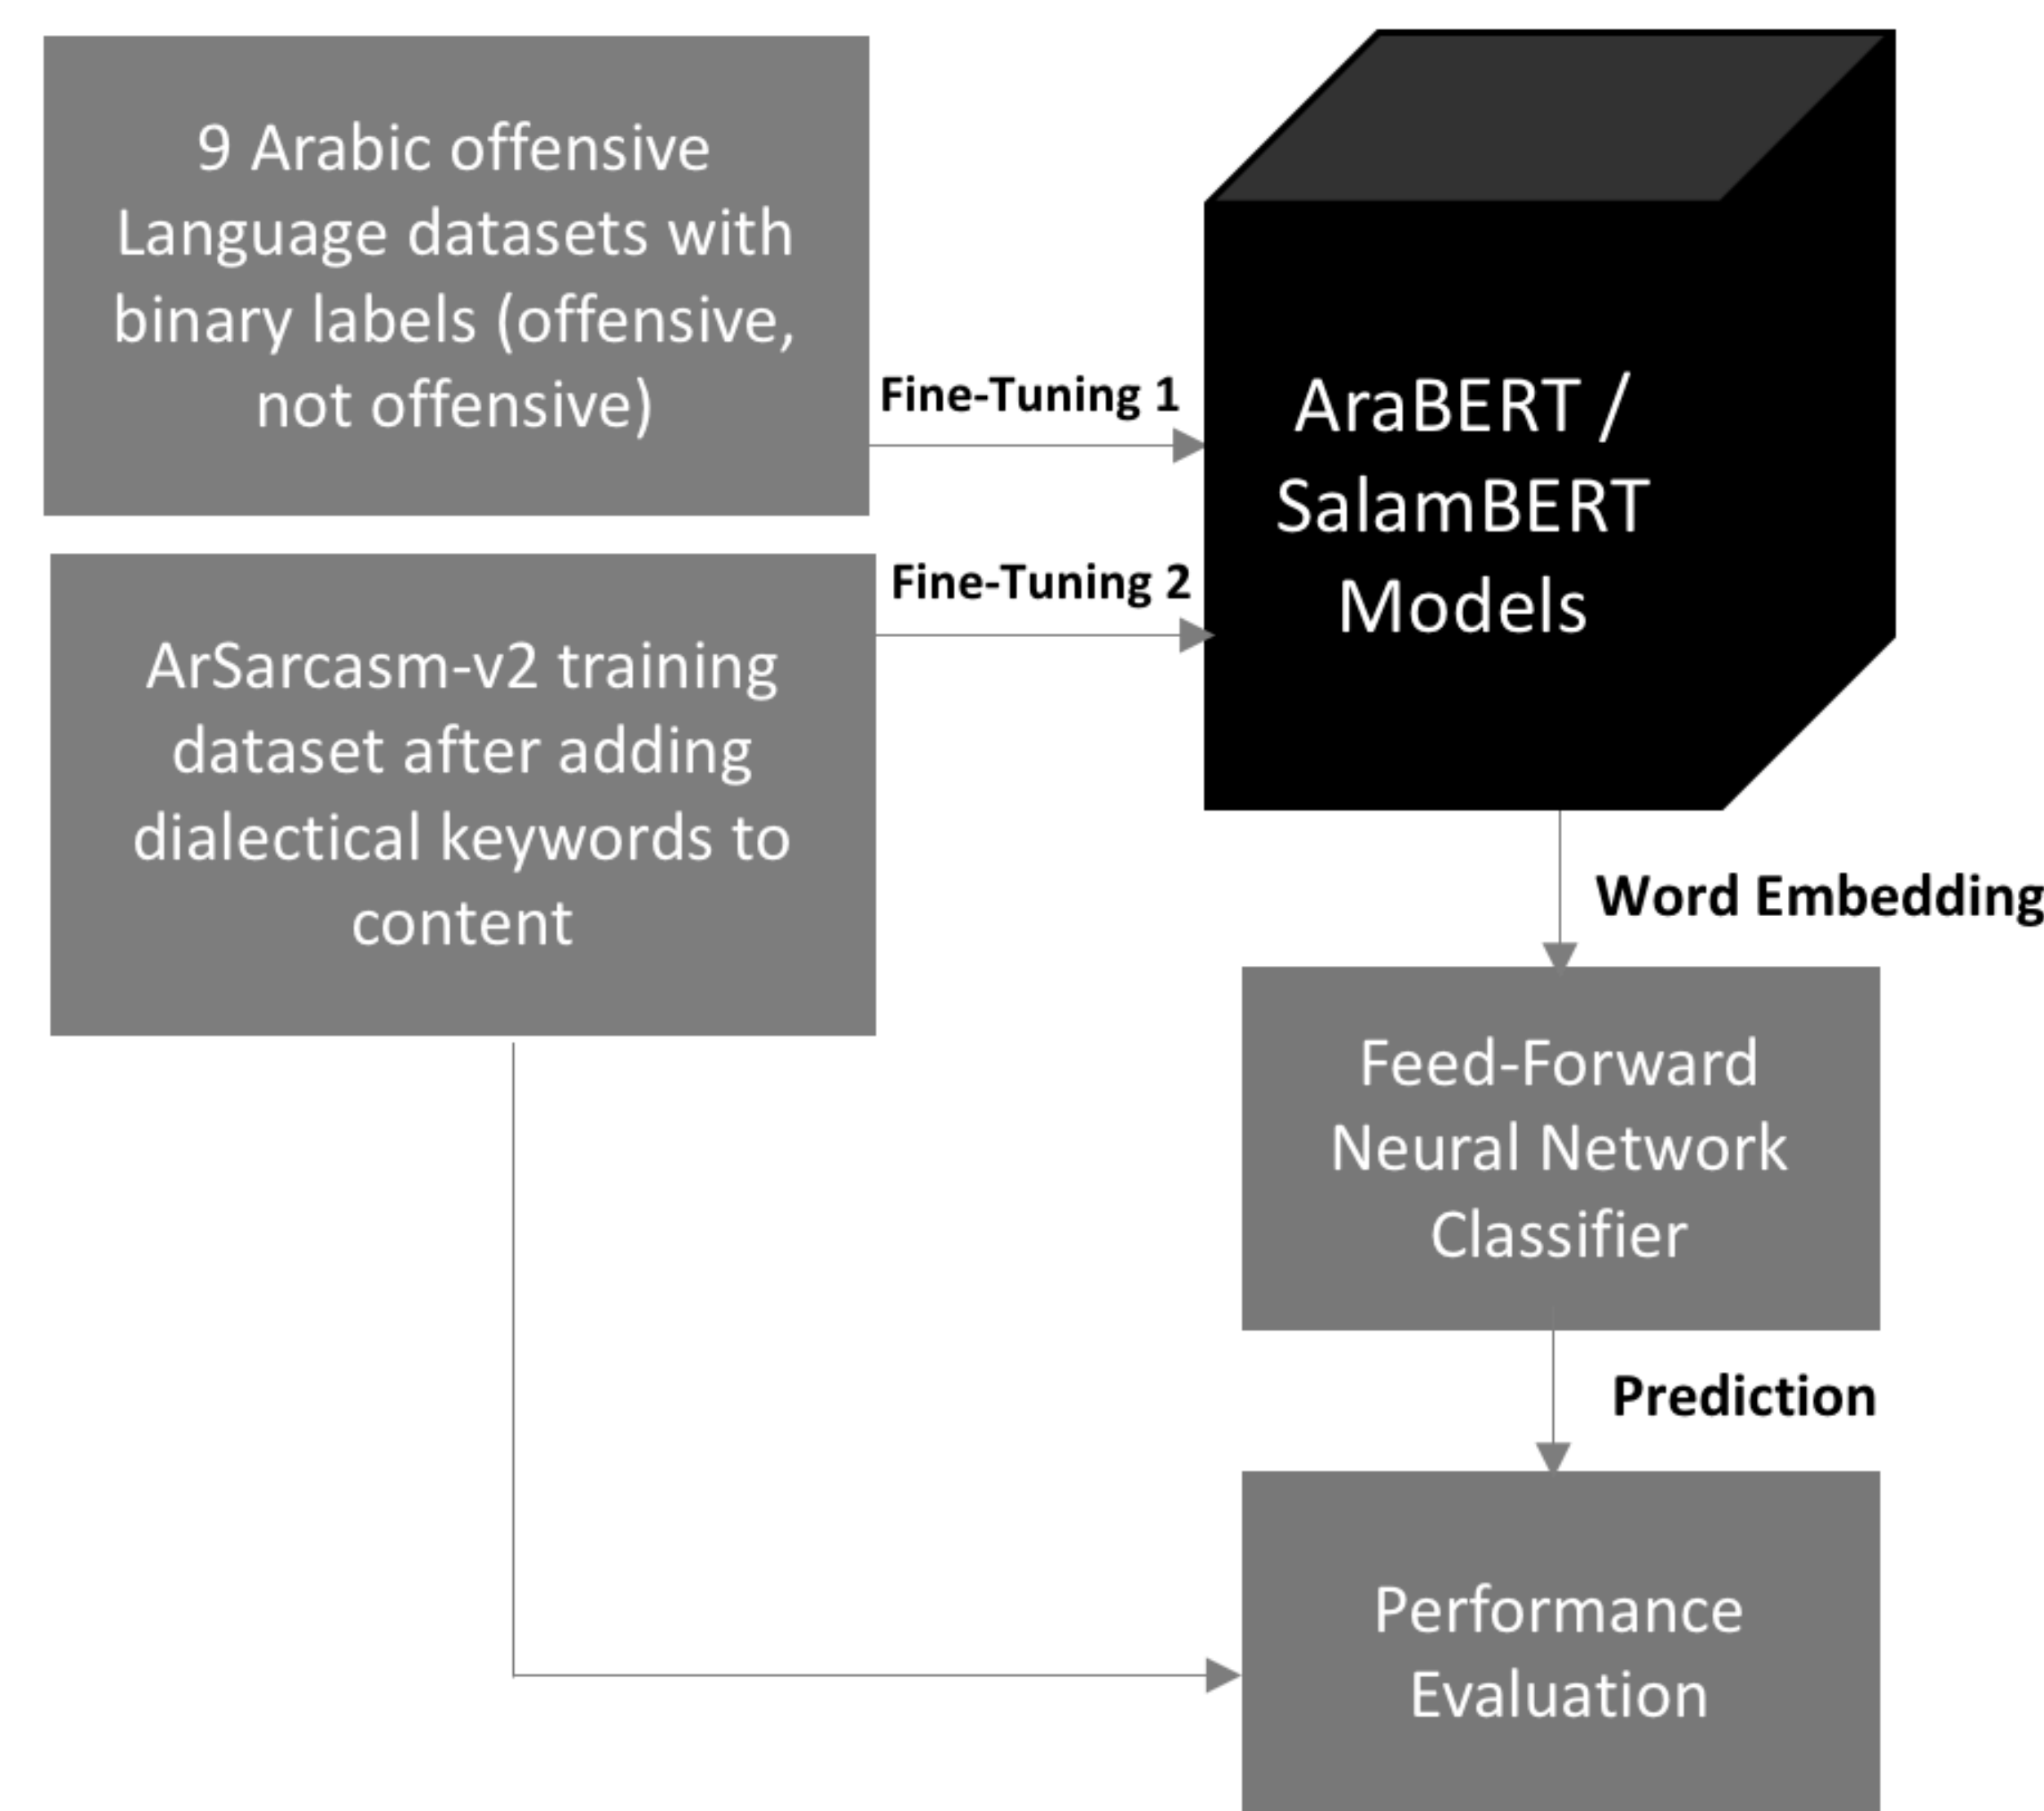 9 Arabic offensive
Language datasets with
binary labels (offensive,
not offensive)
Fine-Tuning 1
AraBERT /
SalamBERT
Models
Fine-Tuning 2
ArSarcasm-v2 training
dataset after adding
dialectical keywords to
content
Word Embedding
Feed-Forward
Neural Network
Classifier
Prediction
Performance
Evaluation